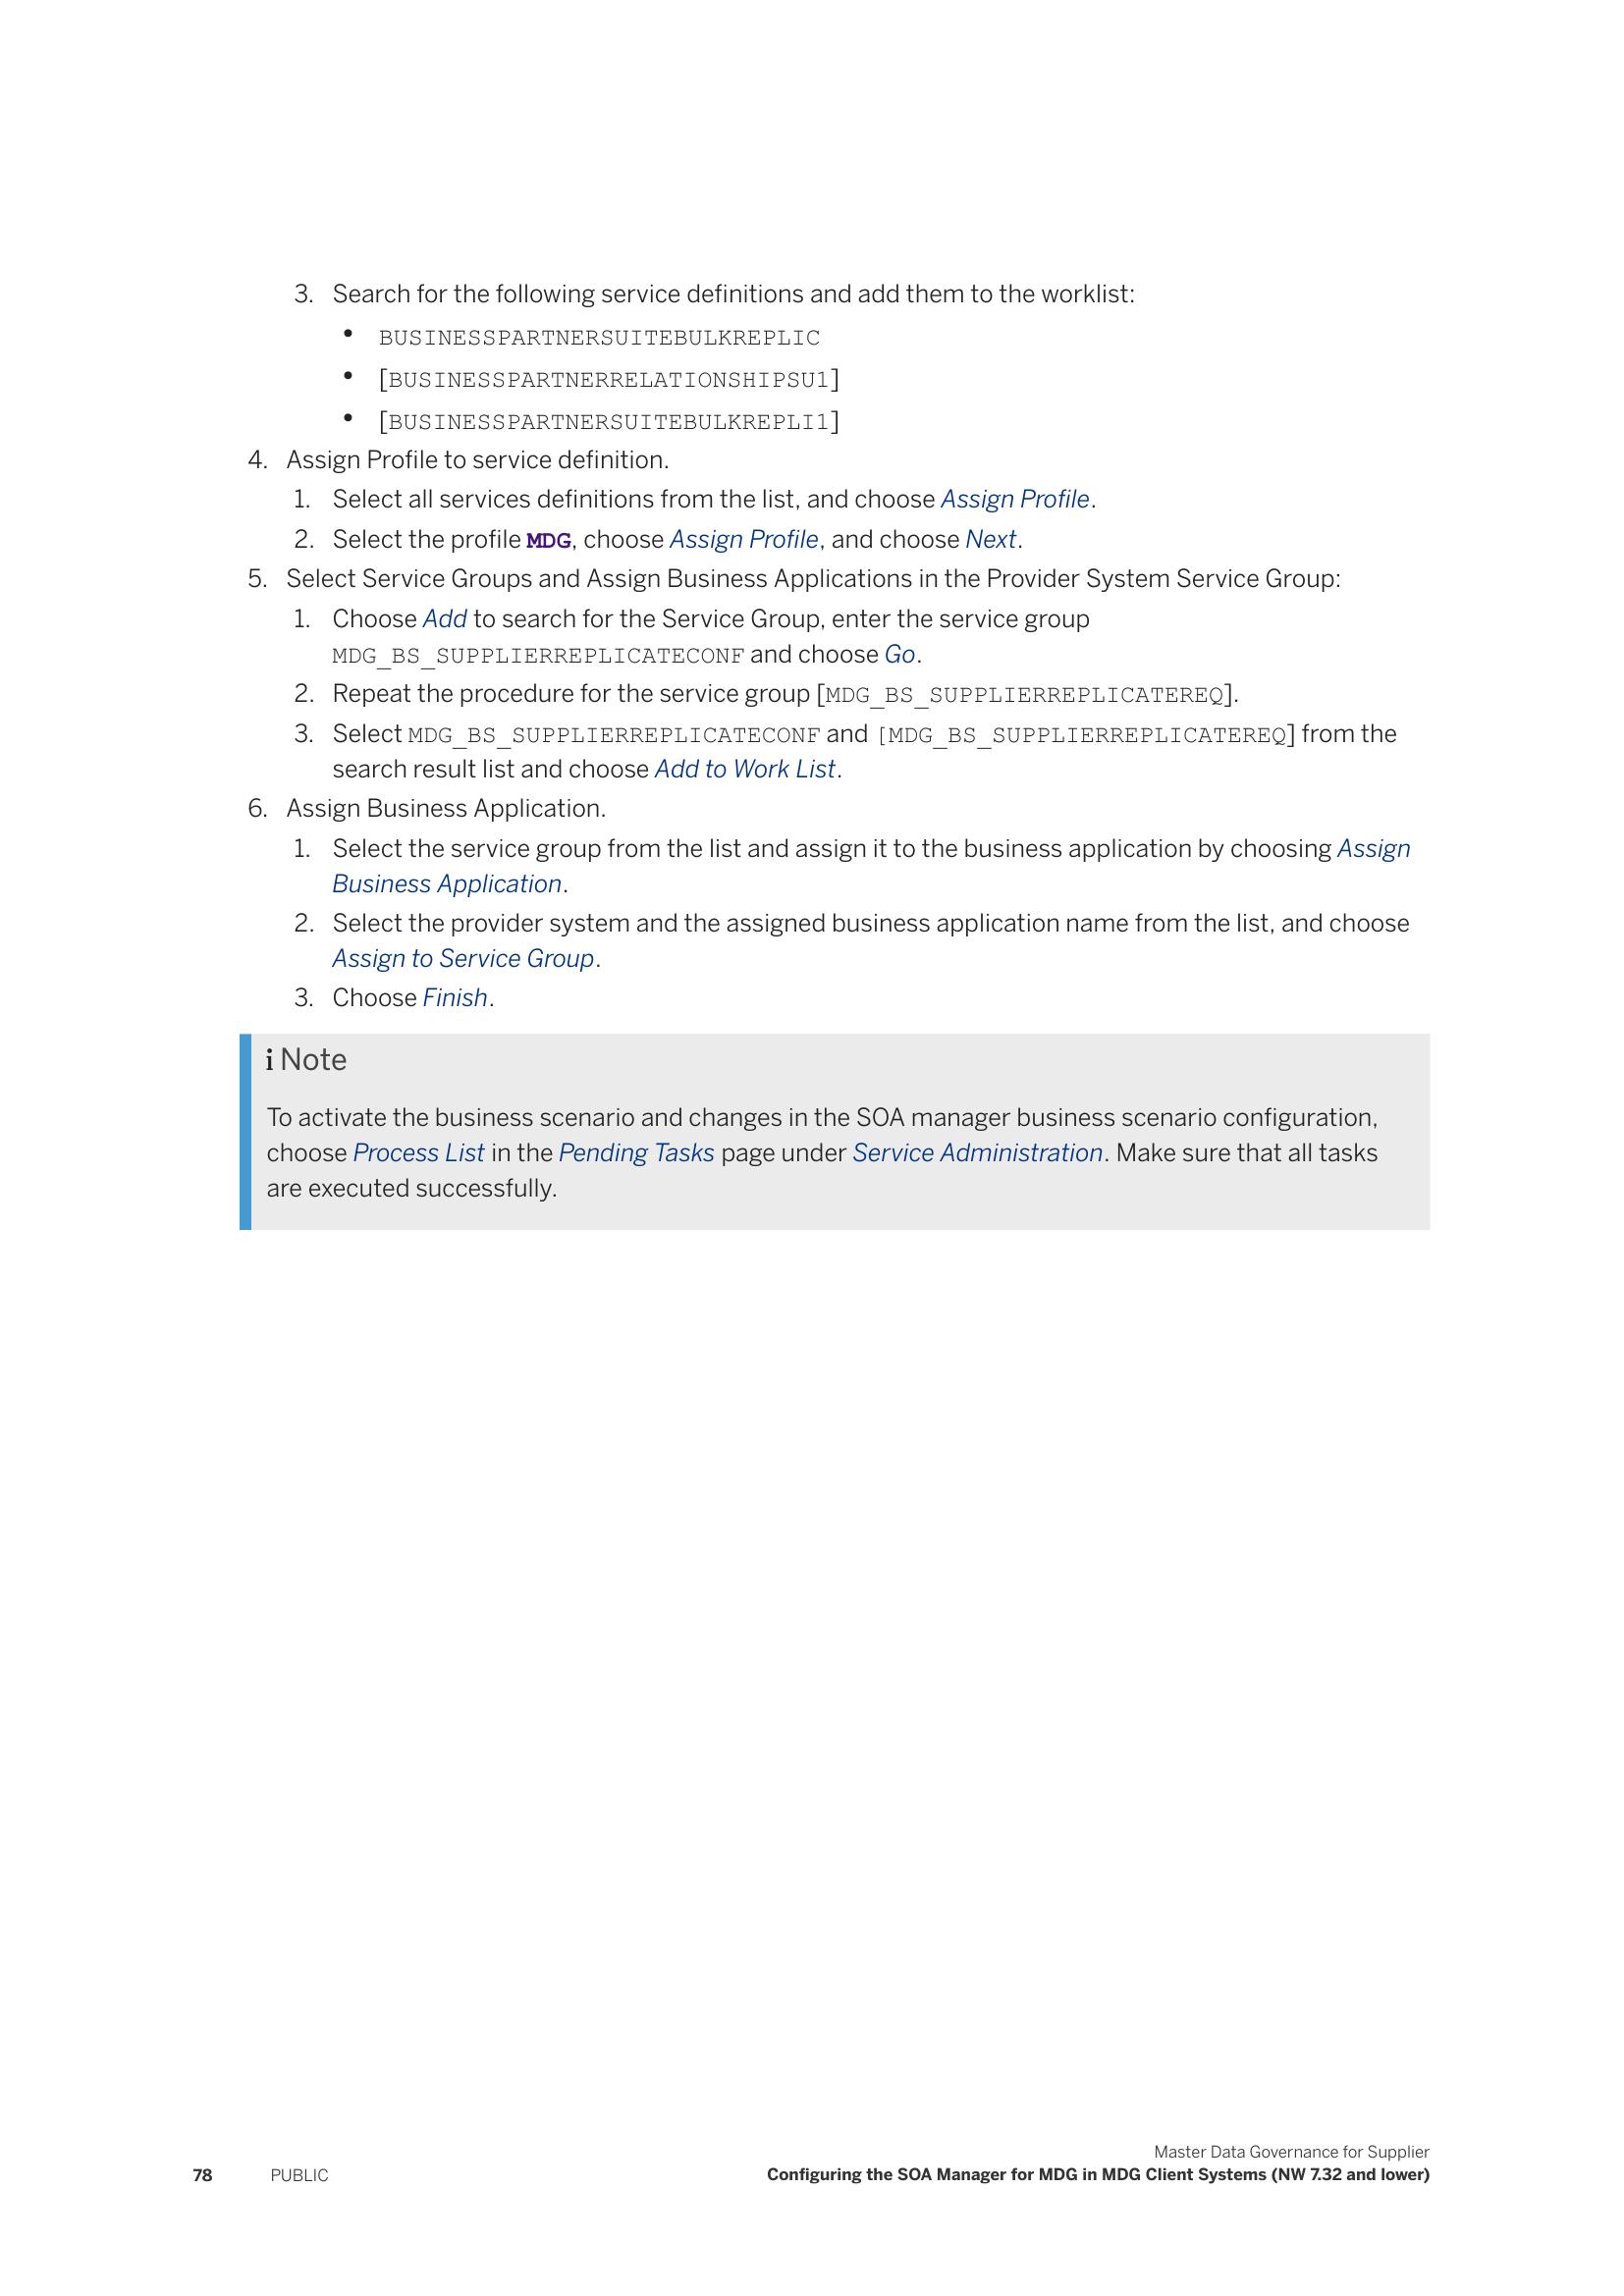 3. Search for the following service definitions and add them to the worklist:
• BUSINESSPARTNERSUITEBULKREPLIC
• [BUSINESSPARTNERRELATIONSHIPSU1]
• [BUSINESSPARTNERSUITEBULKREPLI1]
4. Assign Profile to service definition.
1. Select all services definitions from the list, and choose Assign Profile.
2. Select the profile MDG, choose Assign Profile, and choose Next.
5. Select Service Groups and Assign Business Applications in the Provider System Service Group:
1. Choose Add to search for the Service Group, enter the service group
MDG_BS_SUPPLIERREPLICATECONF and choose Go.
2. Repeat the procedure for the service group [MDG_BS_SUPPLIERREPLICATEREQ].
3. Select MDG_BS_SUPPLIERREPLICATECONF and [MDG_BS_SUPPLIERREPLICATEREQ] from the
search result list and choose Add to Work List.
6. Assign Business Application.
1. Select the service group from the list and assign it to the business application by choosing Assign
Business Application.
2. Select the provider system and the assigned business application name from the list, and choose
Assign to Service Group.
3. Choose Finish.
i Note
To activate the business scenario and changes in the SOA manager business scenario configuration,
choose Process List in the Pending Tasks page under Service Administration. Make sure that all tasks
are executed successfully.
Master Data Governance for Supplier
78 PUBLIC Configuring the SOA Manager for MDG in MDG Client Systems (NW 7.32 and lower)